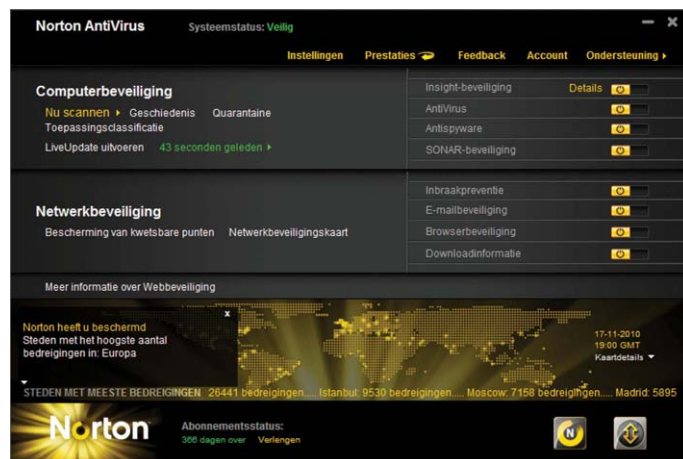 Norton AntiVirus
Systeemstatus: Veilig
Instellingen Prestaties Feedback Account Ondersteuning
Computerbeveiliging
Nu scannen Geschiedenis Quarantaine
Toepassingsclassificatie
LiveUpdate uitvoeren 43 seconden geleden
Insight-beveiliging Details
AntiVirus
Antispyware
SONAR-beveiliging
Netwerkbeveiliging
Bescherming van kwetsbare punten Netwerkbeveiligingskaart
Inbraakpreventie
E-mailbeveiliging
Browserbeveiliging
Downloadinformatie
Meer informatie over Webbeveiliging
x
Norton heeft u beschermd
Steden met het hoogste aantal
bedreigingen in: Europa
17-11-2010
19:00 GMT
Kaartdetails
STEDEN MET MEESTE BEDREIGINGEN 26441 bedreigingen.... Istanbul: 9530 bedreigingen.... Moscow: 7158 bedreigingen.... Madrid: 5895
Norton
Abonnementsstatus:
366 dagen over Verlengen
N